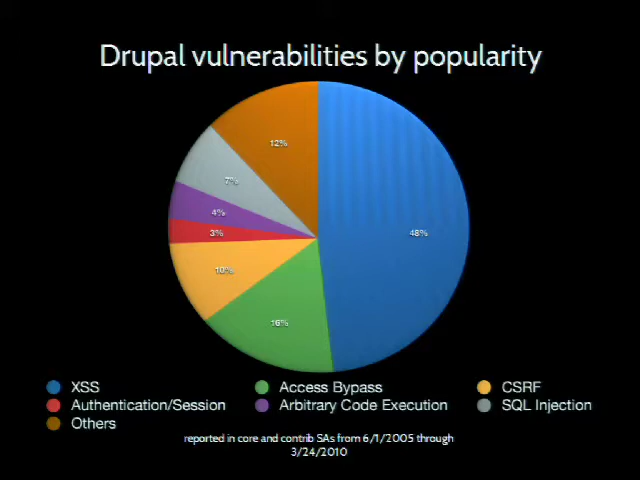 Drupal vulnerabilities by popularity
12%
7%
4%
3%
10%
16%
48%
XSS Access Bypass CSRF
Authentication/Session Arbitrary Code Execution SQL Injection
Others
reported in core and contrib SAs from 6/1/2005 through
3/24/2010